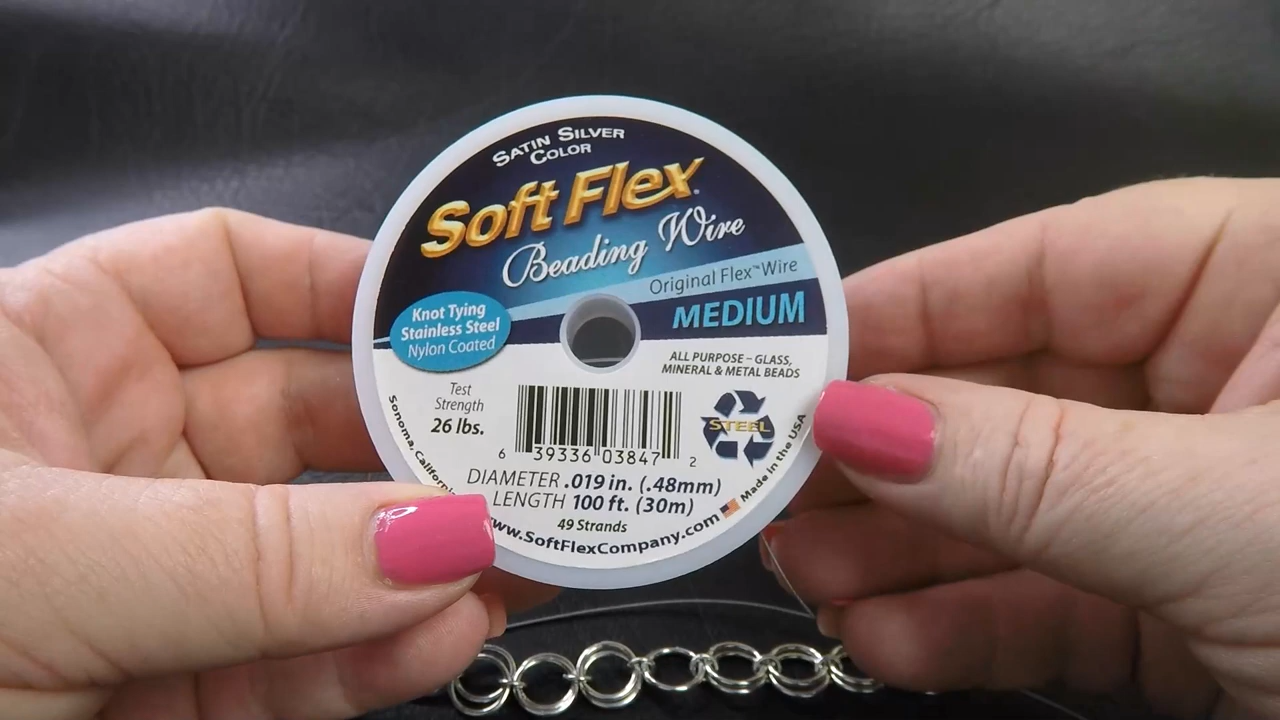 SATIN SILVER
COLOR
Soft Flex®
Beading Wire
Original Flex™ Wire
MEDIUM
Knot Tying
Stainless Steel
Nylon Coated
ALL PURPOSE – GLASS,
MINERAL & METAL BEADS
Test
Strength
26 lbs.
STEEL
6 39336 03847 2
DIAMETER .019 in. (.48mm)
LENGTH 100 ft. (30m)
49 Strands
www.SoftFlexCompany.com
Sonoma, California
Made in the USA